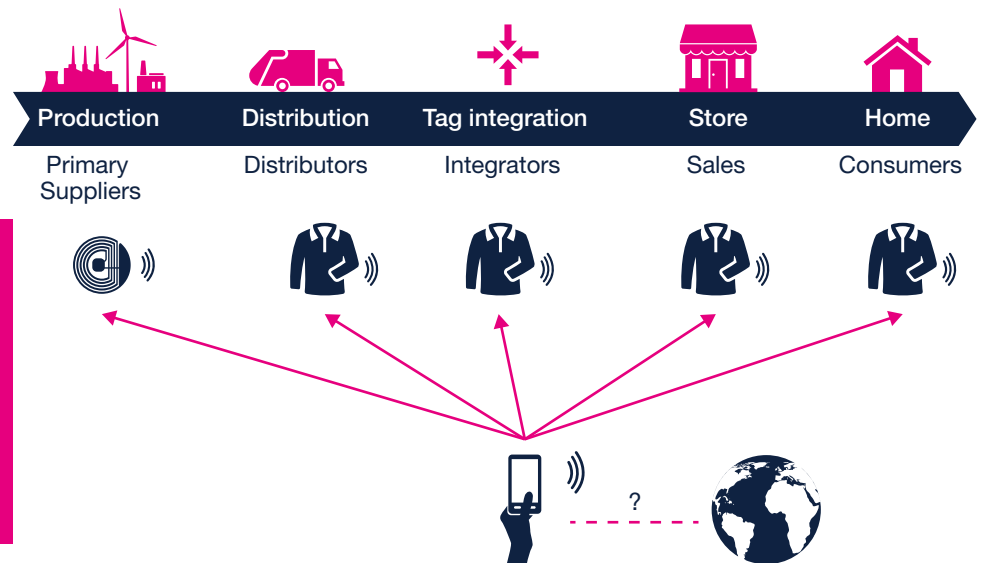 Production
Distribution
Tag integration
Store
Home
Primary
Suppliers
Distributors
Integrators
Sales
Consumers
?